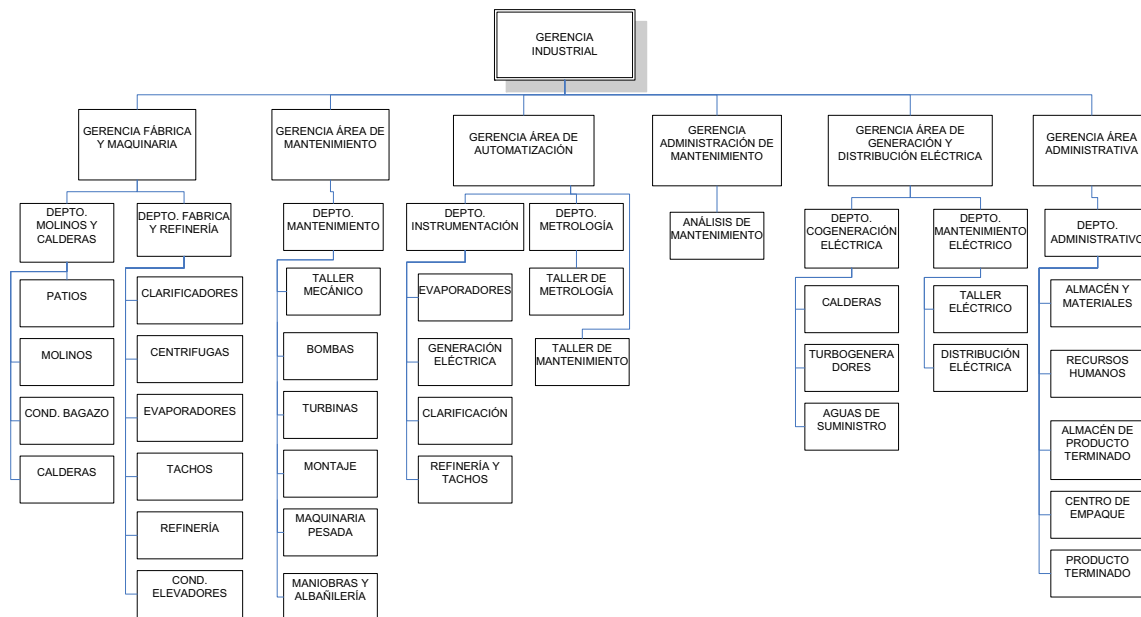 GERENCIA
INDUSTRIAL
GERENCIA FÁBRICA
Y MAQUINARIA
GERENCIA ÁREA DE
MANTENIMIENTO
GERENCIA ÁREA DE
AUTOMATIZACIÓN
GERENCIA
ADMINISTRACIÓN DE
MANTENIMIENTO
GERENCIA ÁREA DE
GENERACIÓN Y
DISTRIBUCIÓN ELÉCTRICA
GERENCIA ÁREA
ADMINISTRATIVA
DEPTO.
MOLINOS Y
CALDERAS
DEPTO. FABRICA
Y REFINERÍA
DEPTO.
MANTENIMIENTO
DEPTO.
INSTRUMENTACIÓN
DEPTO.
METROLOGÍA
ANÁLISIS DE
MANTENIMIENTO
DEPTO.
COGENERACIÓN
ELÉCTRICA
DEPTO.
MANTENIMIENTO
ELÉCTRICO
DEPTO.
ADMINISTRATIVO
PATIOS
MOLINOS
COND. BAGAZO
CALDERAS
CLARIFICADORES
CENTRIFUGAS
EVAPORADORES
TACHOS
REFINERÍA
COND.
ELEVADORES
TALLER
MECÁNICO
BOMBAS
TURBINAS
MONTAJE
MAQUINARIA
PESADA
MANIOBRAS Y
ALBAÑILERÍA
EVAPORADORES
GENERACIÓN
ELÉCTRICA
CLARIFICACIÓN
REFINERÍA Y
TACHOS
TALLER DE
METROLOGÍA
TALLER DE
MANTENIMIENTO
CALDERAS
TURBOGENERA
DORES
AGUAS DE
SUMINISTRO
TALLER
ELÉCTRICO
DISTRIBUCIÓN
ELÉCTRICA
ALMACÉN Y
MATERIALES
RECURSOS
HUMANOS
ALMACÉN DE
PRODUCTO
TERMINADO
CENTRO DE
EMPAQUE
PRODUCTO
TERMINADO